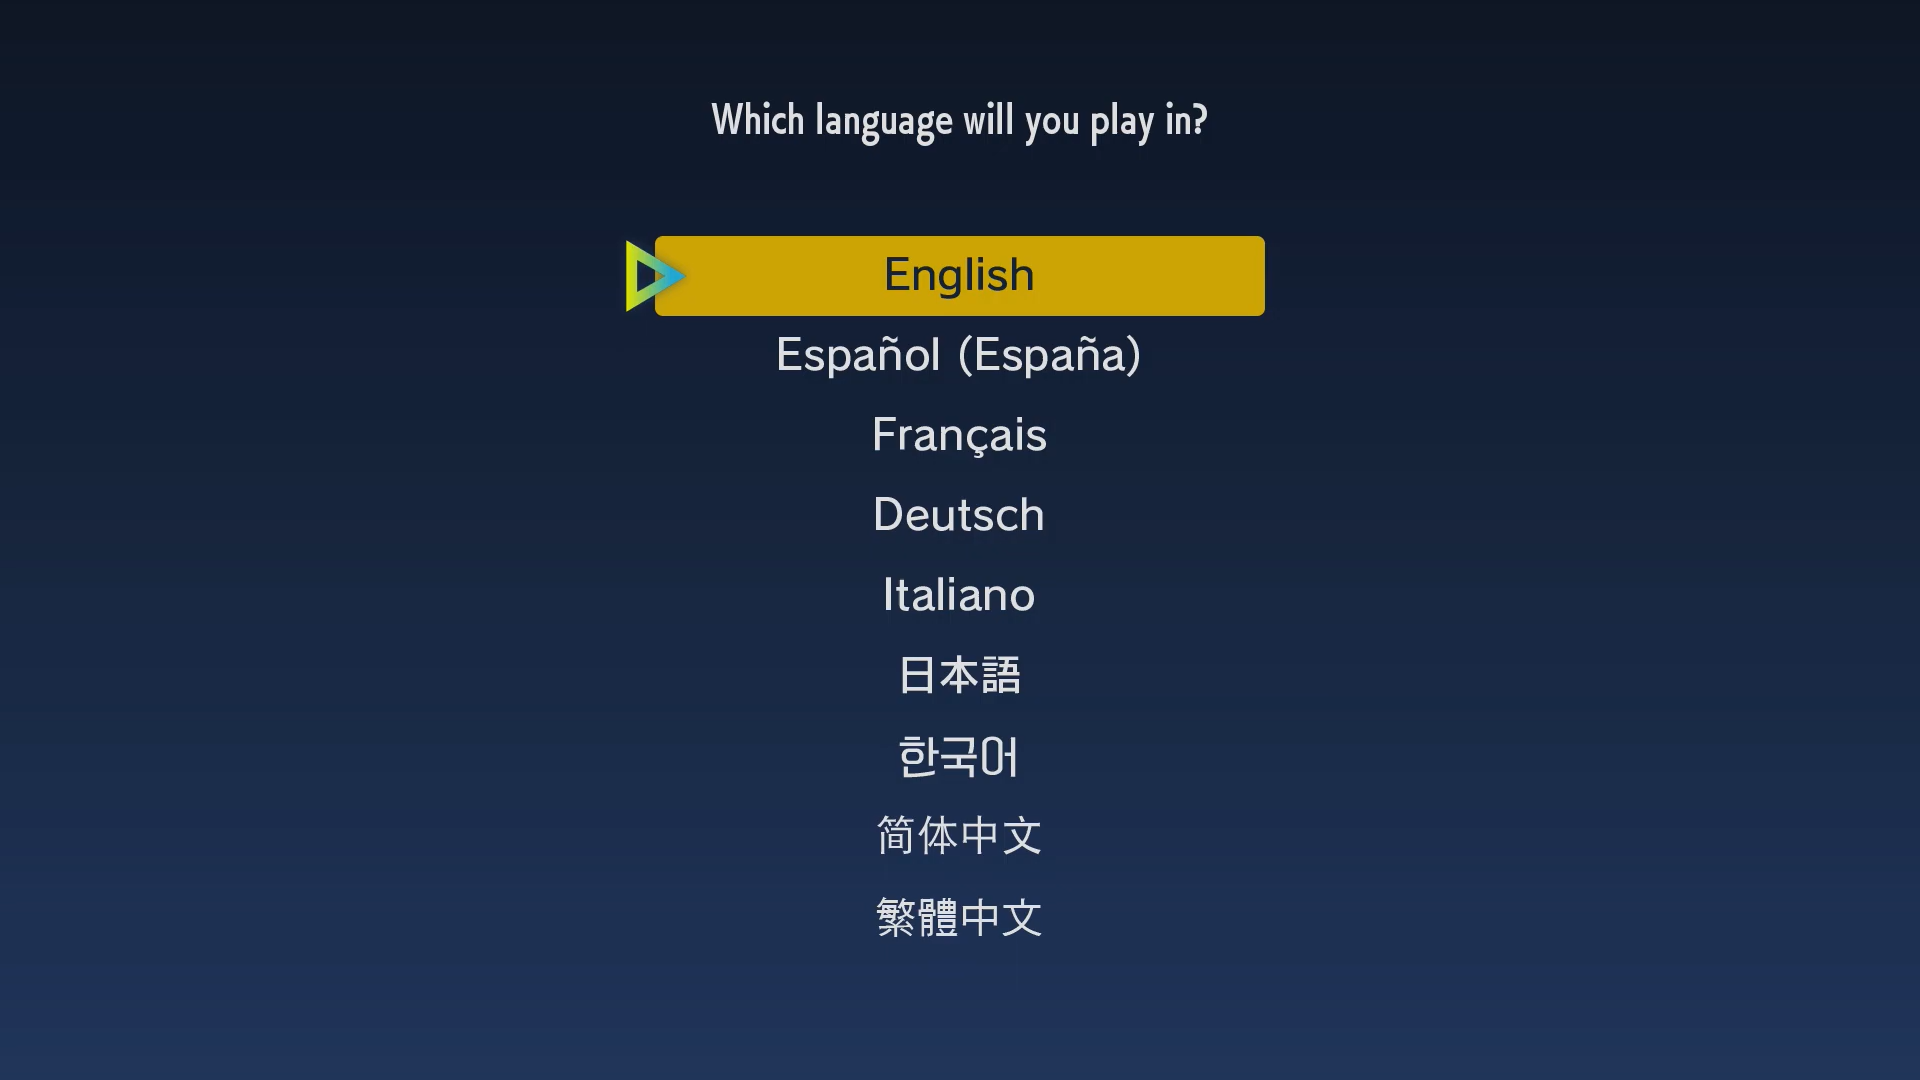 Which language will you play in?
English
Español (España)
Français
Deutsch
Italiano
日本語
한국어
简体中文
繁體中文